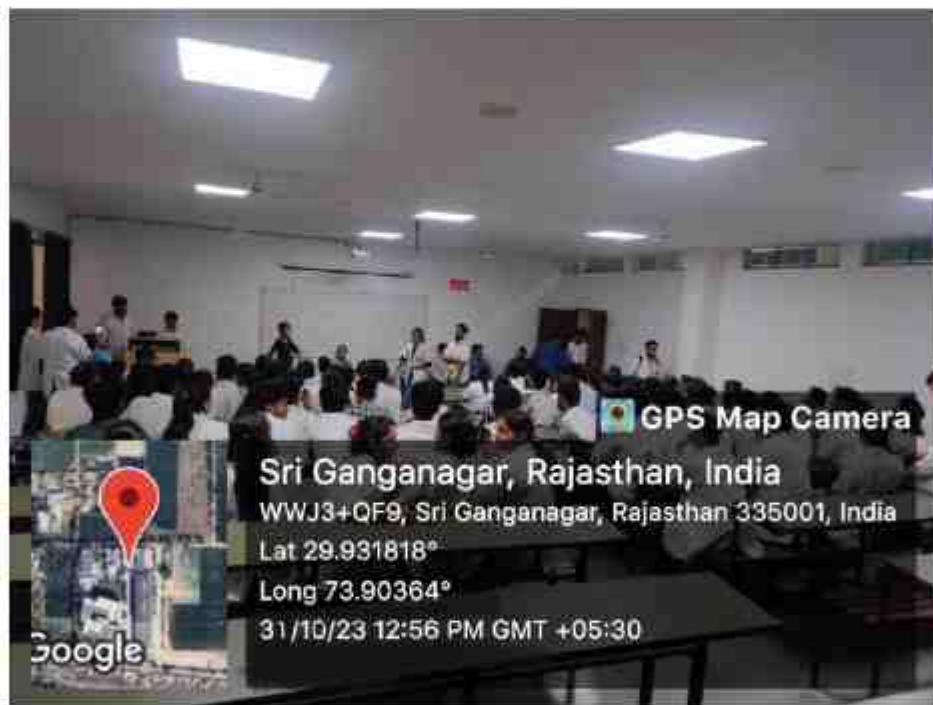 GPS Map Camera
Sri Ganganagar, Rajasthan, India
WWJ3+QF9, Sri Ganganagar, Rajasthan 335001, India
Lat 29.931818°
Long 73.90364°
31/10/23 12:56 PM GMT +05:30
Google